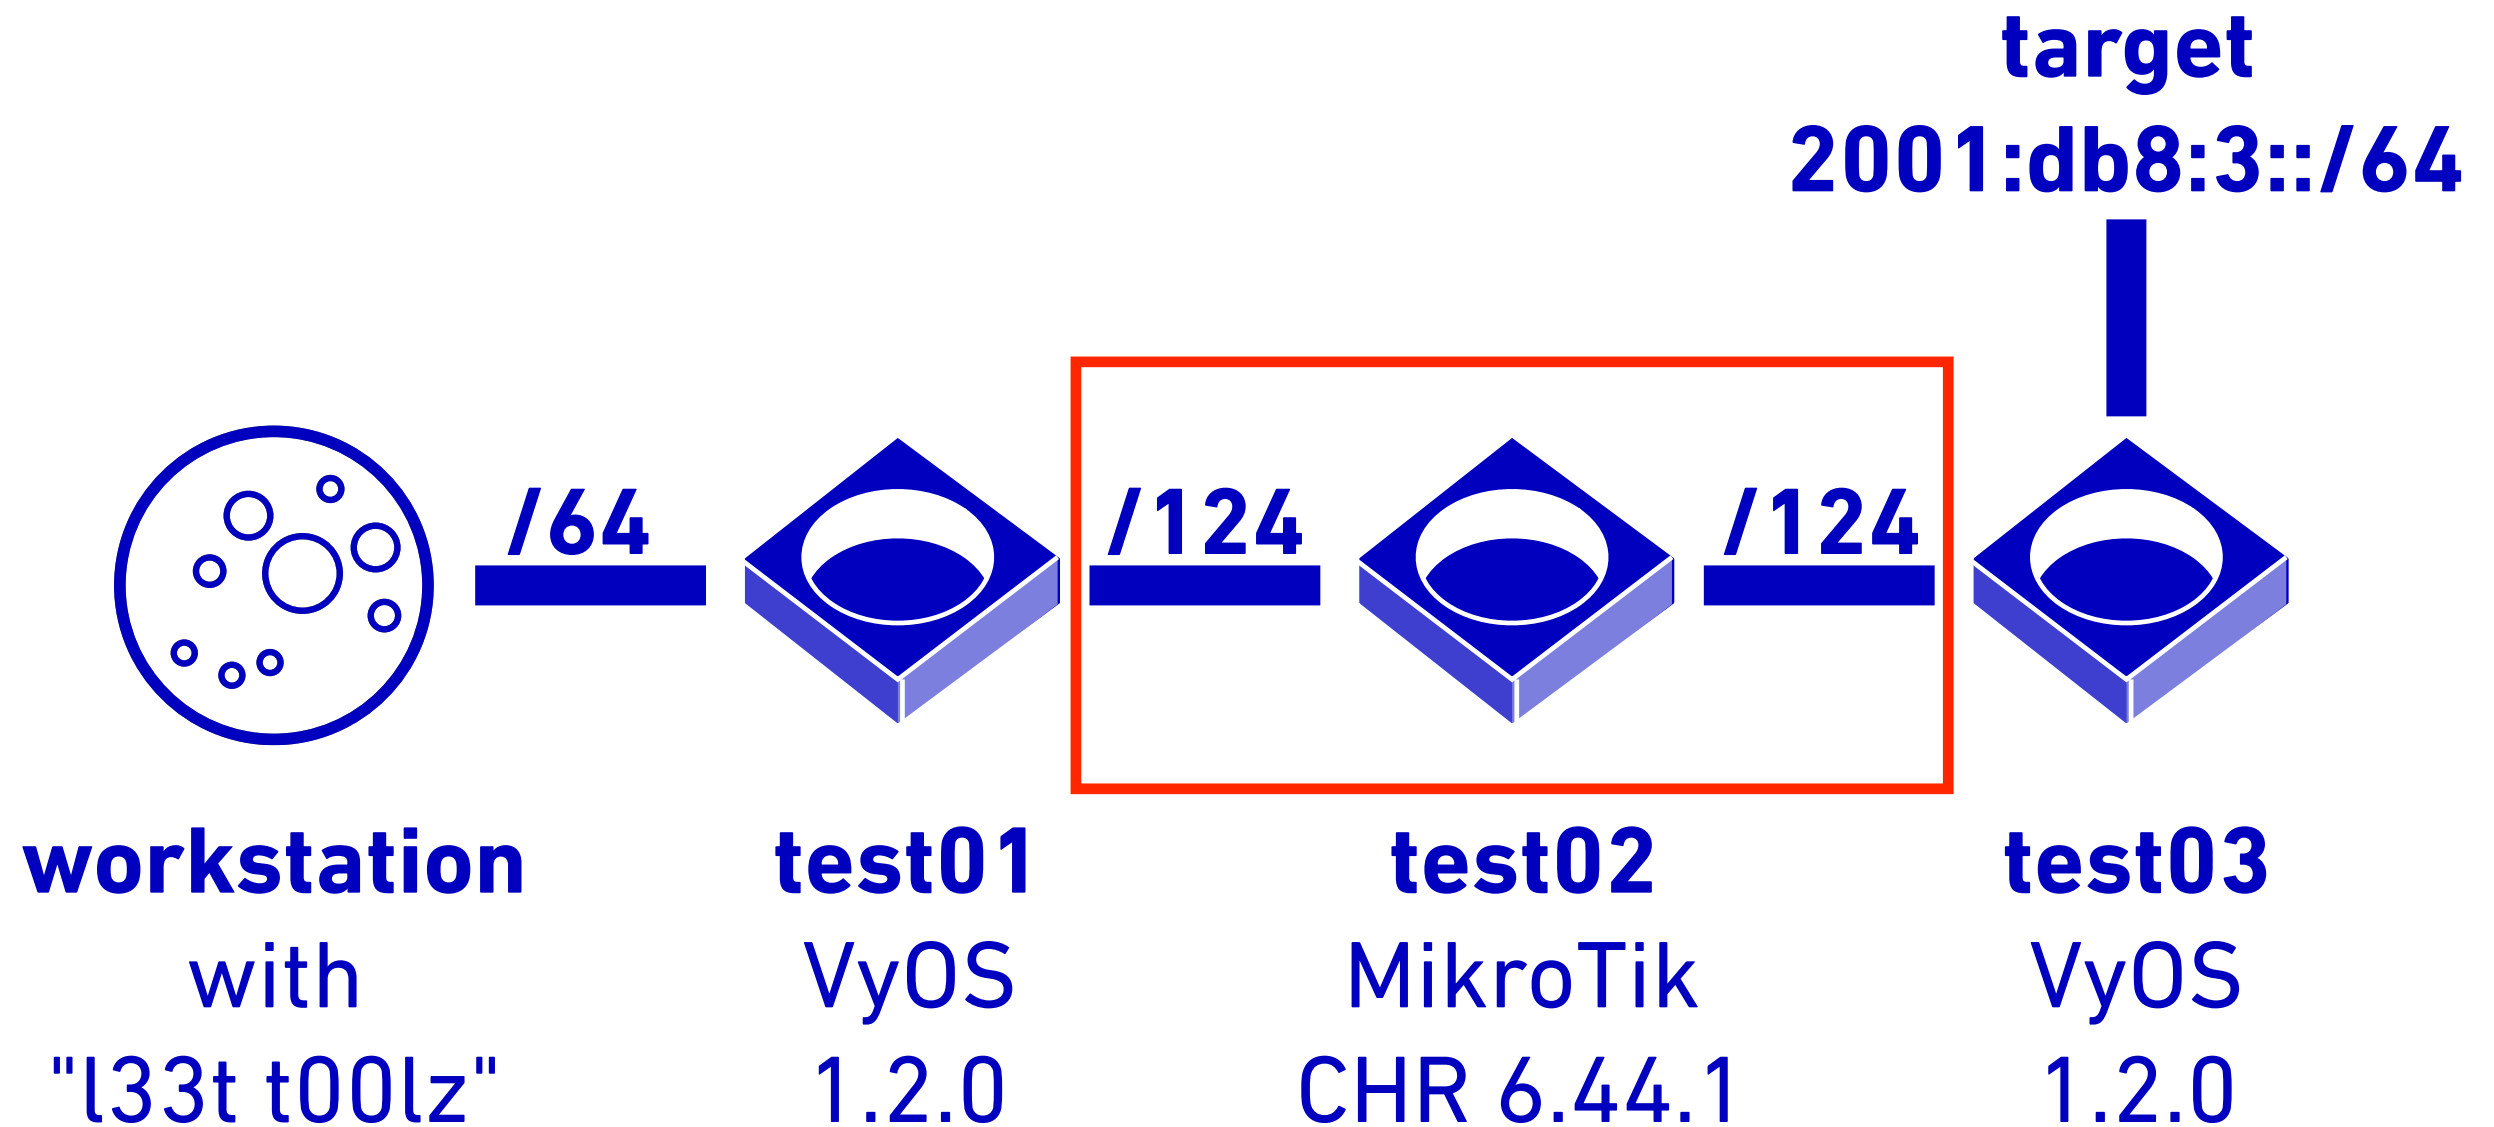 target
2001:db8:3::/64
/64
/124
/124
workstation
with
"l33t t00lz"
test01
VyOS
1.2.0
test02
MikroTik
CHR 6.44.1
test03
VyOS
1.2.0